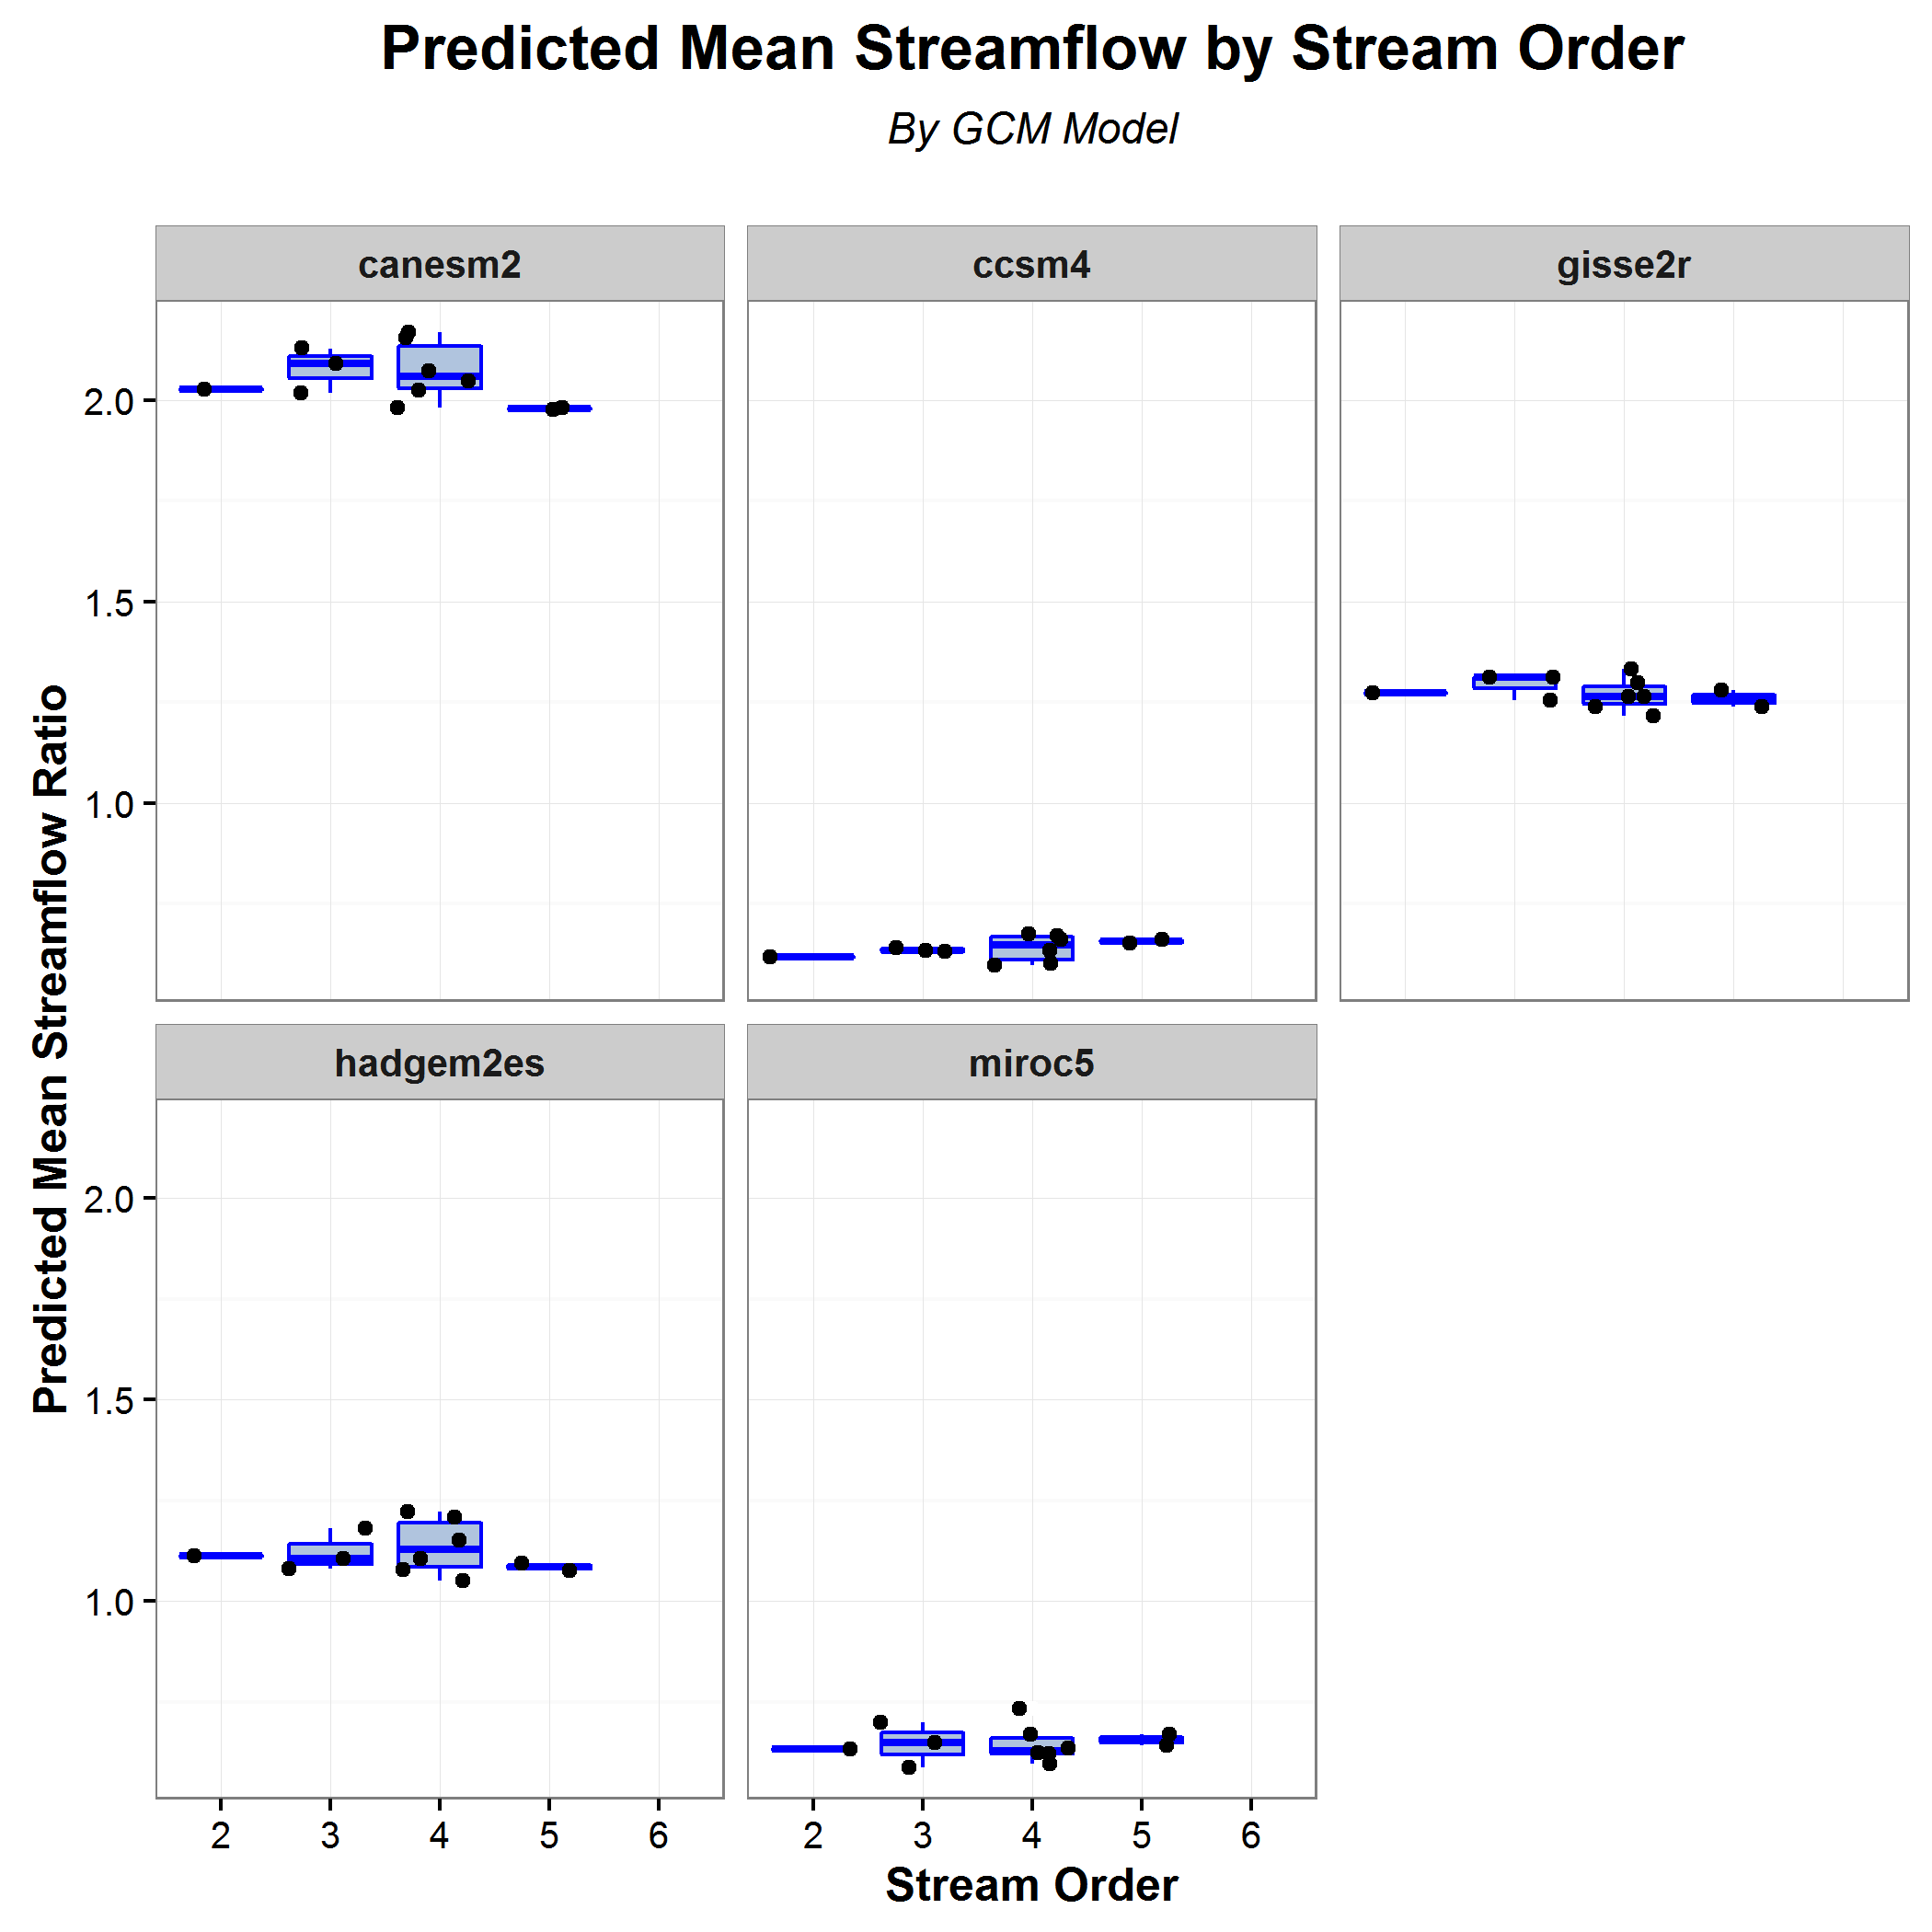 Predicted Mean Streamflow by Stream Order
By GCM Model
canesm2
ccsm4
gisse2r
2.0
1.5
1.0
Predicted Mean Streamflow Ratio
hadgem2es
miroc5
2.0
1.5
1.0
2 3 4 5 6
2 3 4 5 6
Stream Order